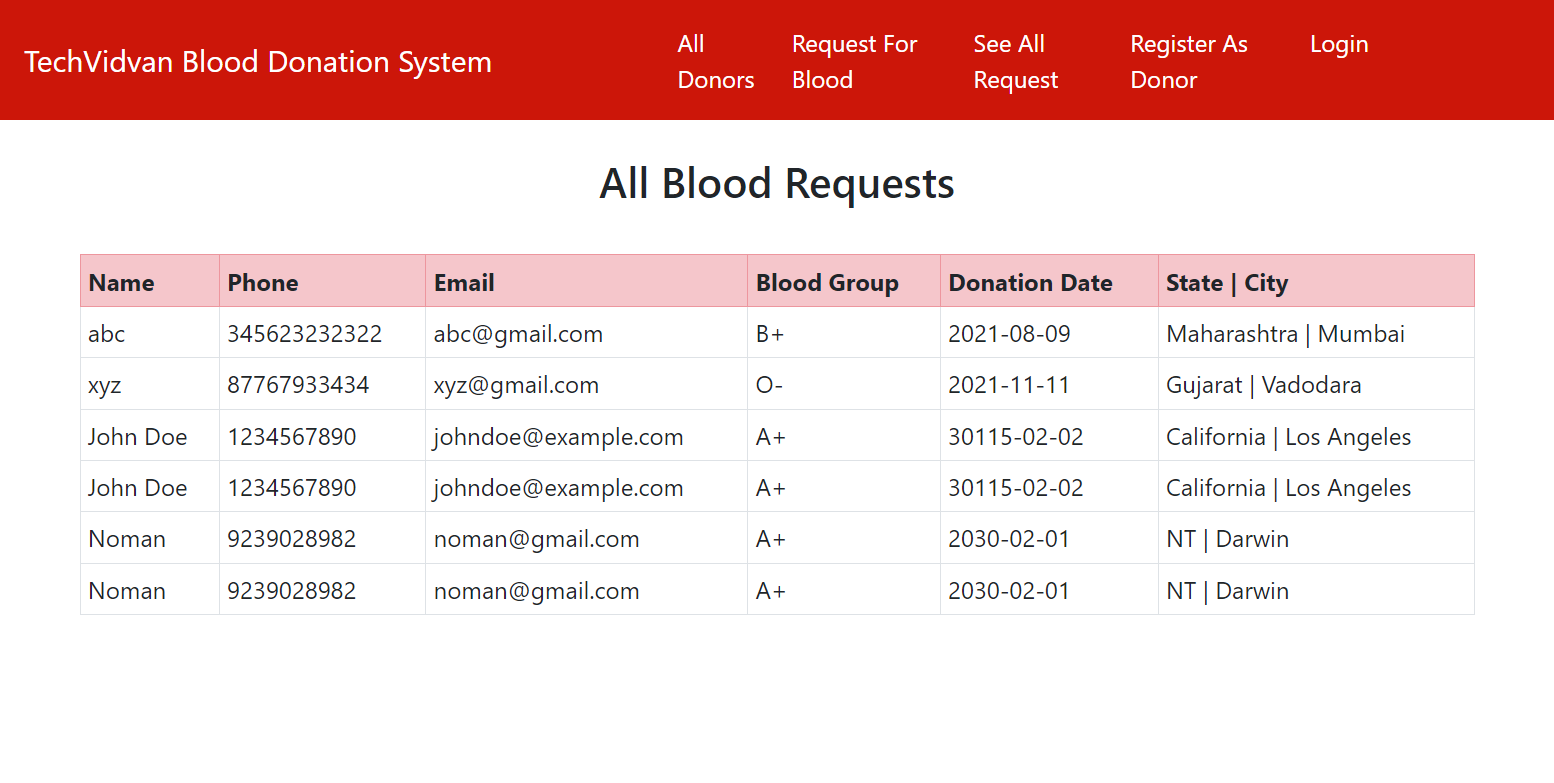 TechVidvan Blood Donation System
All Donors
Request For Blood
See All Request
Register As Donor
Login
All Blood Requests
Name Phone Email Blood Group Donation Date State | City
abc 345623232322 abc@gmail.com B+ 2021-08-09 Maharashtra | Mumbai
xyz 87767933434 xyz@gmail.com O- 2021-11-11 Gujarat | Vadodara
John Doe 1234567890 johndoe@example.com A+ 30115-02-02 California | Los Angeles
John Doe 1234567890 johndoe@example.com A+ 30115-02-02 California | Los Angeles
Noman 9239028982 noman@gmail.com A+ 2030-02-01 NT | Darwin
Noman 9239028982 noman@gmail.com A+ 2030-02-01 NT | Darwin